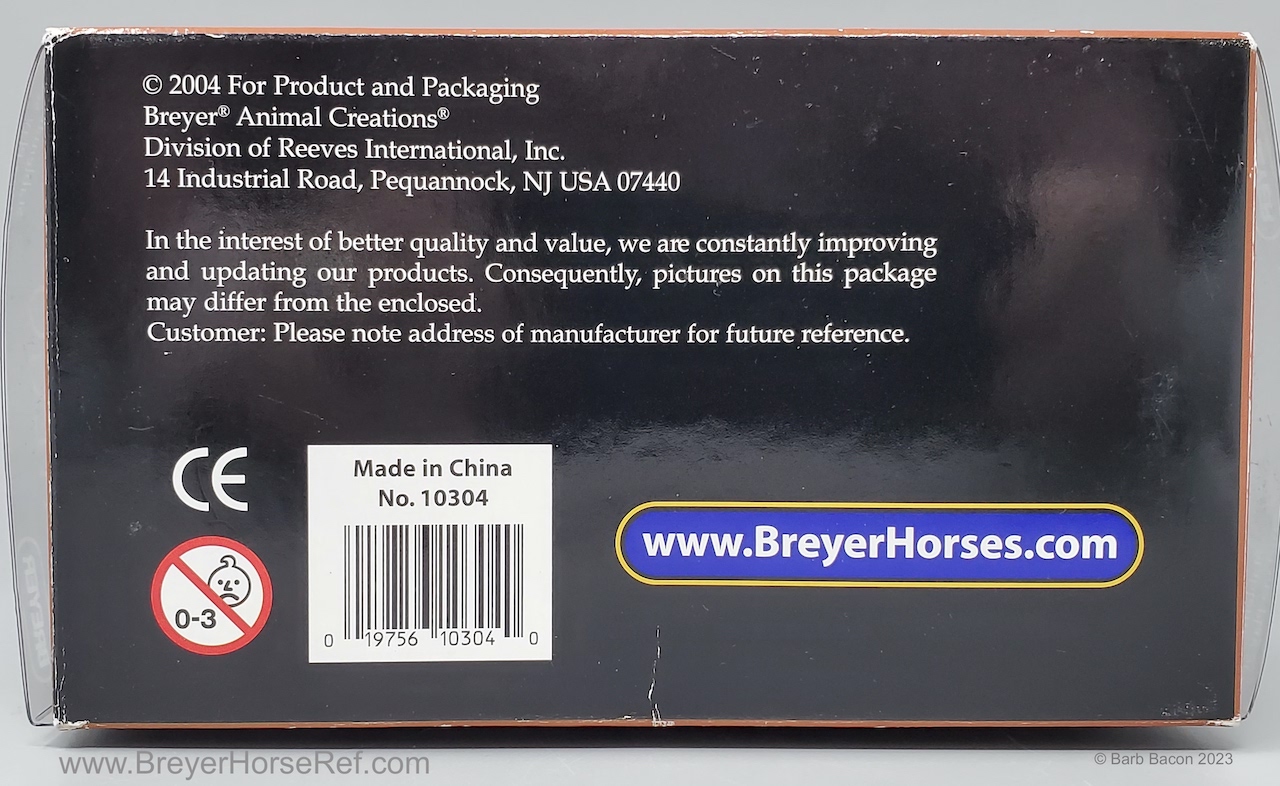 © 2004 For Product and Packaging
Breyer® Animal Creations®
Division of Reeves International, Inc.
14 Industrial Road, Pequannock, NJ USA 07440
In the interest of better quality and value, we are constantly improving
and updating our products. Consequently, pictures on this package
may differ from the enclosed.
Customer: Please note address of manufacturer for future reference.
CE
Made in China
No. 10304
0-3
0 19756 10304 0
www.BreyerHorses.com
BREYER
www.BreyerHorseRef.com
© Barb Bacon 2023